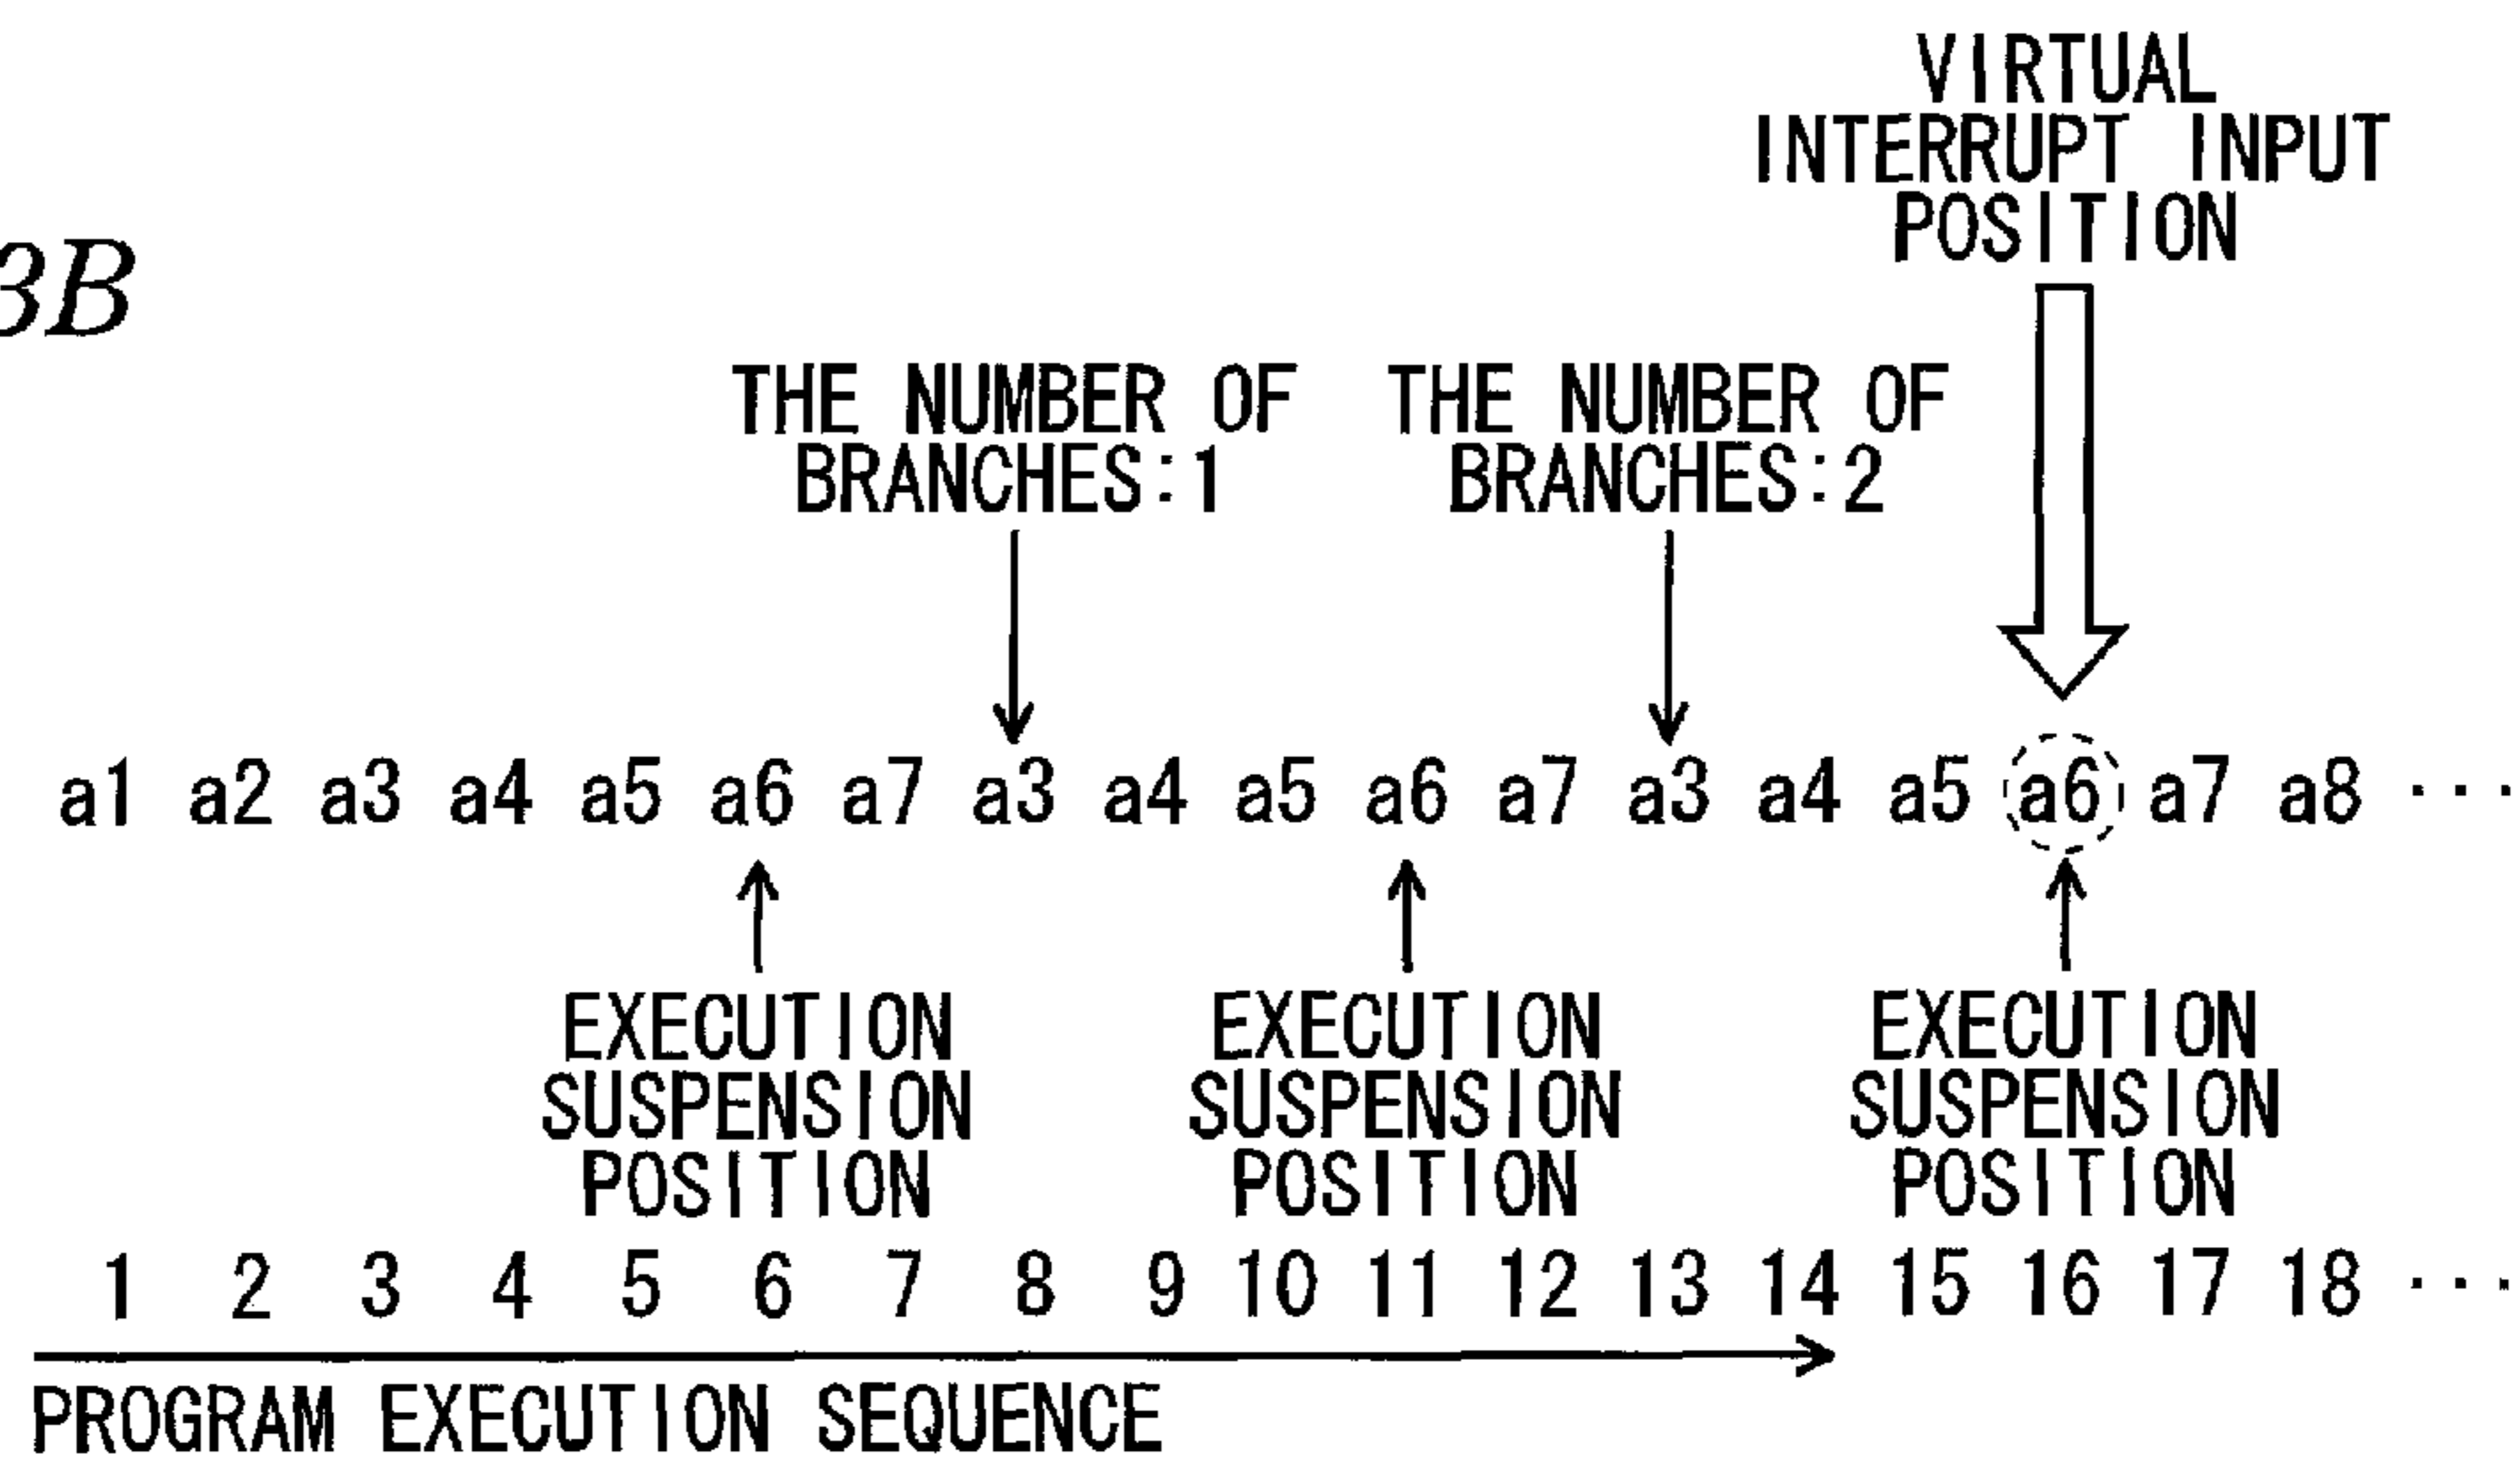 VIRTUAL
INTERRUPT INPUT
POSITION
3B
THE NUMBER OF
BRANCHES:1
THE NUMBER OF
BRANCHES:2
a1 a2 a3 a4 a5 a6 a7 a3 a4 a5 a6 a7 a3 a4 a5 a6 a7 a8 ···
EXECUTION
SUSPENSION
POSITION
EXECUTION
SUSPENSION
POSITION
EXECUTION
SUSPENSION
POSITION
1 2 3 4 5 6 7 8 9 10 11 12 13 14 15 16 17 18 ···
PROGRAM EXECUTION SEQUENCE